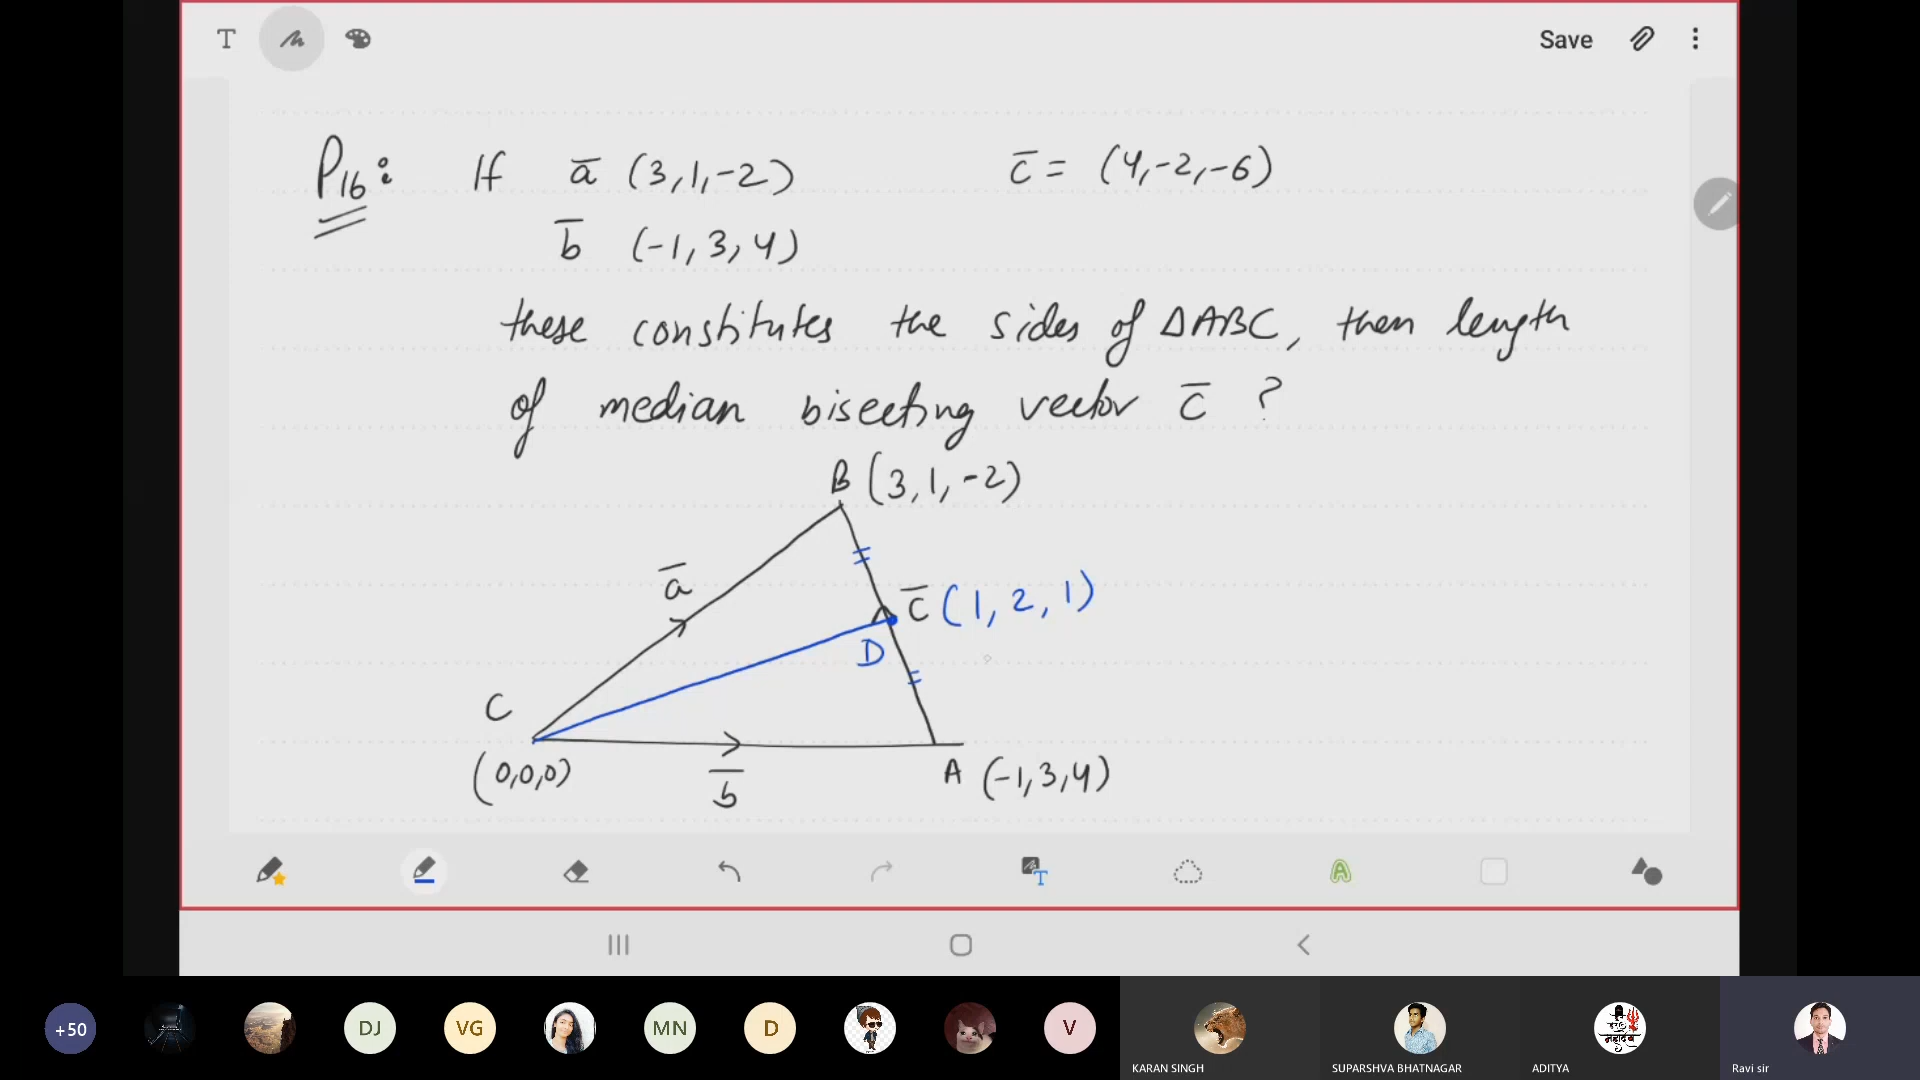 T Save
P16: If a̅ (3,1,-2) c̅ = (4,-2,-6)
b̅ (-1,3,4)
these constitutes the sides of ΔABC, then length
of median bisecting vector c̅ ?
B (3,1,-2)
a̅
c̅ (1,2,1)
D
C
(0,0,0)
b̅
A (-1,3,4)
T A
+50 DJ VG MN D V
KARAN SINGH SUPARSHVA BHATNAGAR ADITYA Ravi sir